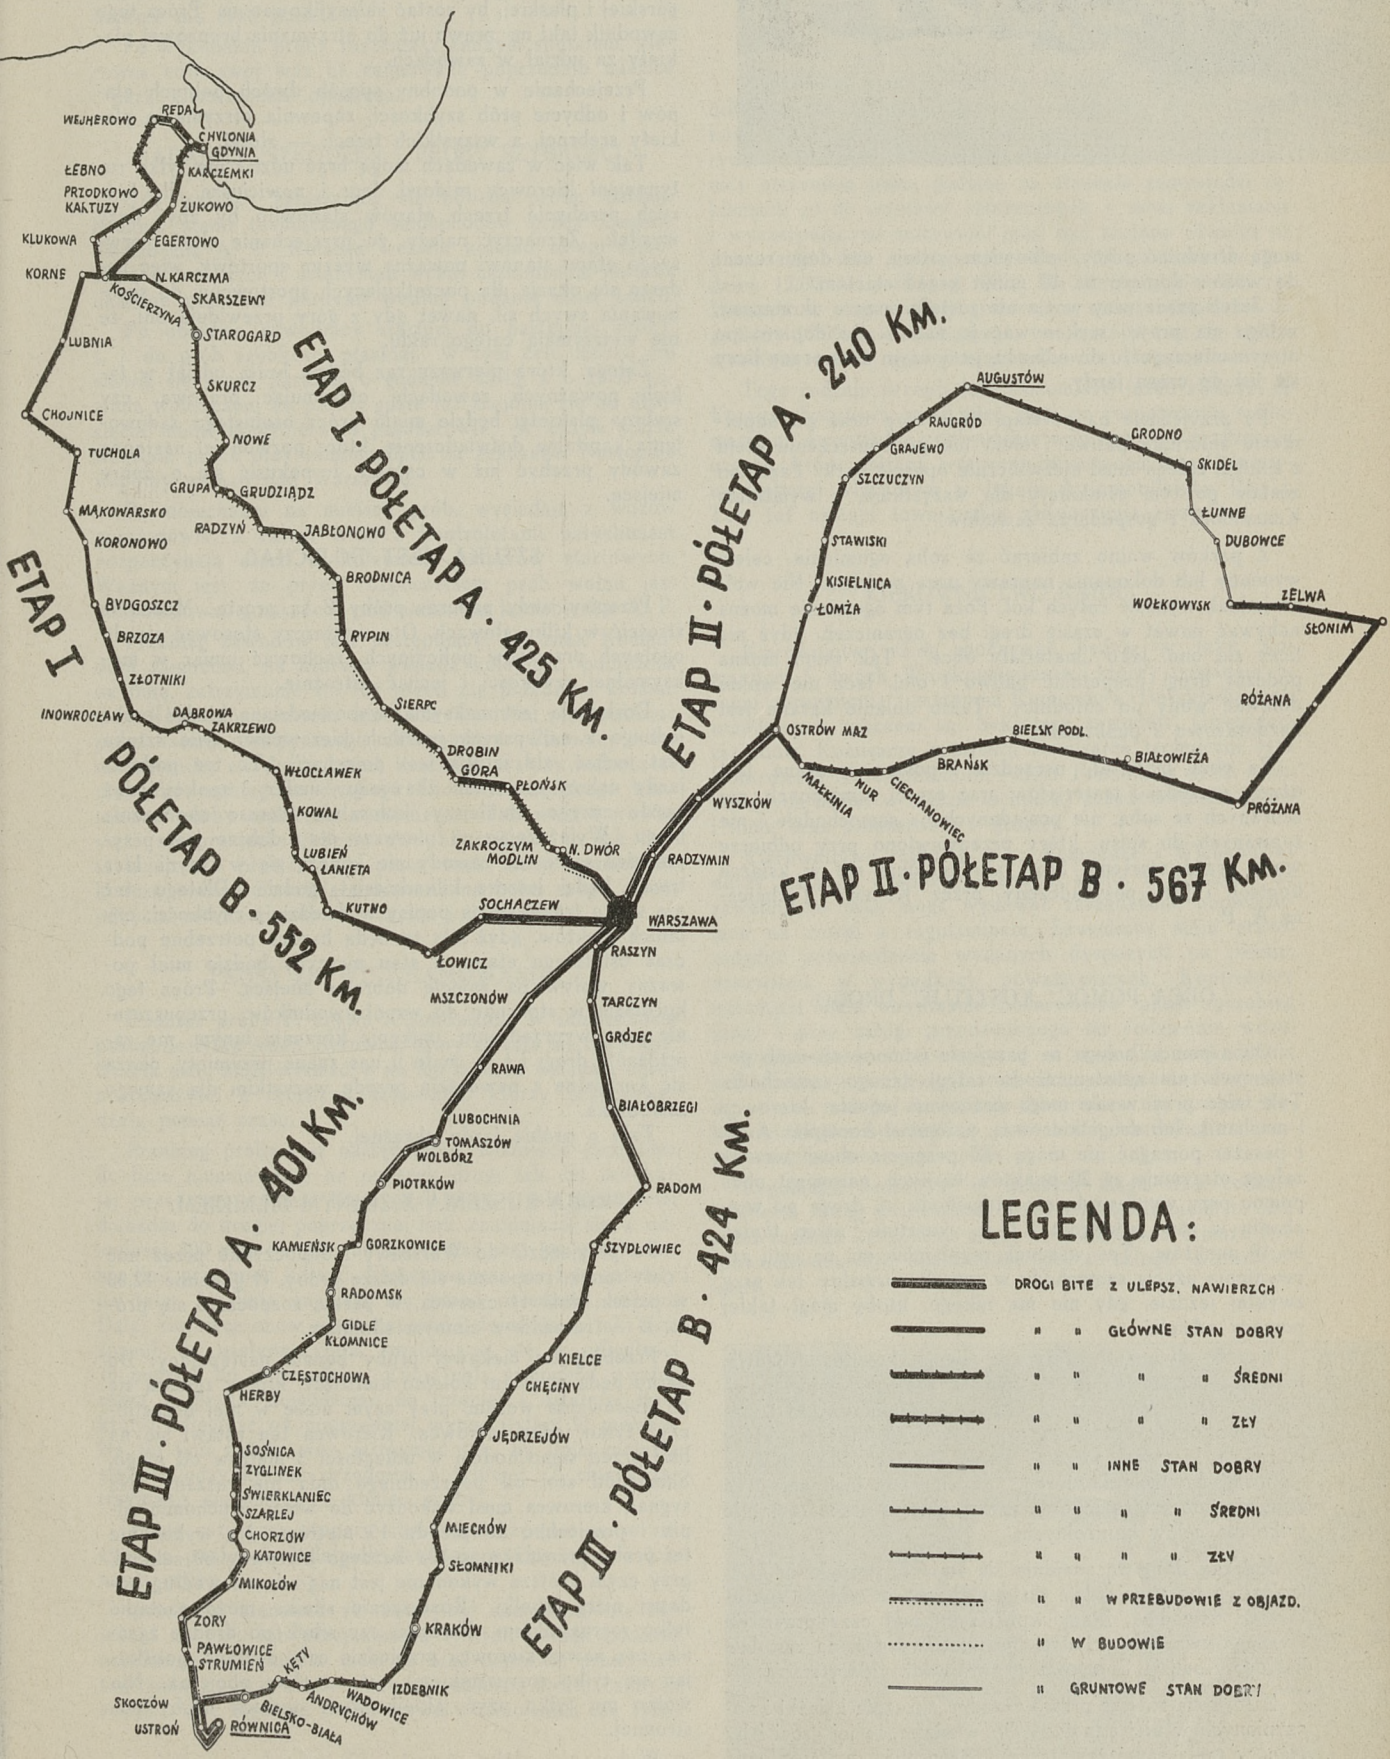 REDA
WEJHEROWO
CHYLONIA
GDYNIA
ŁEBNO
KARCZEMKI
PRZODKOWO
KARTUZY
ŻUKOWO
KLUKOWA
EGERTOWO
KORNE
N. KARCZMA
KOŚCIERZYNA
SKARSZEWY
STAROGARD
LUBNIA
SKURCZ
CHOJNICE
NOWE
TUCHOLA
GRUPA
GRUDZIĄDZ
MĄKOWARSKO
RADZYŃ
JABŁONOWO
KORONOWO
BRODNICA
BYDGOSZCZ
BRZOZA
RYPIN
ZŁOTNIKI
SIERPC
INOWROCŁAW
DĄBROWA
ZAKRZEWO
DROBIN
GÓRA
WŁOCŁAWEK
PŁOŃSK
KOWAL
ZAKROCZYM
MODLIN
N. DWÓR
LUBIEŃ
ŁANIETA
KUTNO
SOCHACZEW
ŁOWICZ
WARSZAWA
ETAP I · PÓŁETAP A · 425 KM.
ETAP I
PÓŁETAP B · 552 KM.
ETAP II · PÓŁETAP A · 240 KM.
AUGUSTÓW
RAJGRÓD
GRODNO
GRAJEWO
SKIDEL
SZCZUCZYN
ŁUNNE
STAWISKI
DUBOWCE
KISIELNICA
ŁOMŻA
WOŁKOWYSK
ZELWA
SŁONIM
RÓŻANA
OSTRÓW MAZ
BIELSK PODL.
BIAŁOWIEŻA
BRAŃSK
MAŁKINIA
NUR
CIECHANOWIEC
PRÓŻANA
WYSZKÓW
RADZYMIN
ETAP II · PÓŁETAP B · 567 KM.
RASZYN
MSZCZONÓW
TARCZYN
GRÓJEC
RAWA
BIAŁOBRZEGI
LUBOCHNIA
TOMASZÓW
WOLBÓRZ
PIOTRKÓW
RADOM
KAMIEŃSK
GORZKOWICE
SZYDŁOWIEC
RADOMSK
GIDLE
KŁOMNICE
KIELCE
CZĘSTOCHOWA
CHĘCINY
HERBY
JĘDRZEJÓW
SOŚNICA
ZYGLINEK
ŚWIERKLANIEC
SZARLEJ
MIECHÓW
CHORZÓW
KATOWICE
SŁOMNIKI
MIKOŁÓW
ŻORY
KRAKÓW
PAWŁOWICE
STRUMIEŃ
KĘTY
IZDEBNIK
WADOWICE
ANDRYCHÓW
BIELSKO-BIAŁA
SKOCZÓW
USTROŃ
RÓWNICA
ETAP III · PÓŁETAP A · 401 KM.
ETAP III · PÓŁETAP B · 424 KM.
LEGENDA:
DROGI BITE Z ULEPSZ. NAWIERZCH
" " GŁÓWNE STAN DOBRY
" " " " ŚREDNI
" " " " ZŁY
" " INNE STAN DOBRY
" " " " ŚREDNI
" " " " ZŁY
" " W PRZEBUDOWIE Z OBJAZD.
" W BUDOWIE
" GRUNTOWE STAN DOBRY